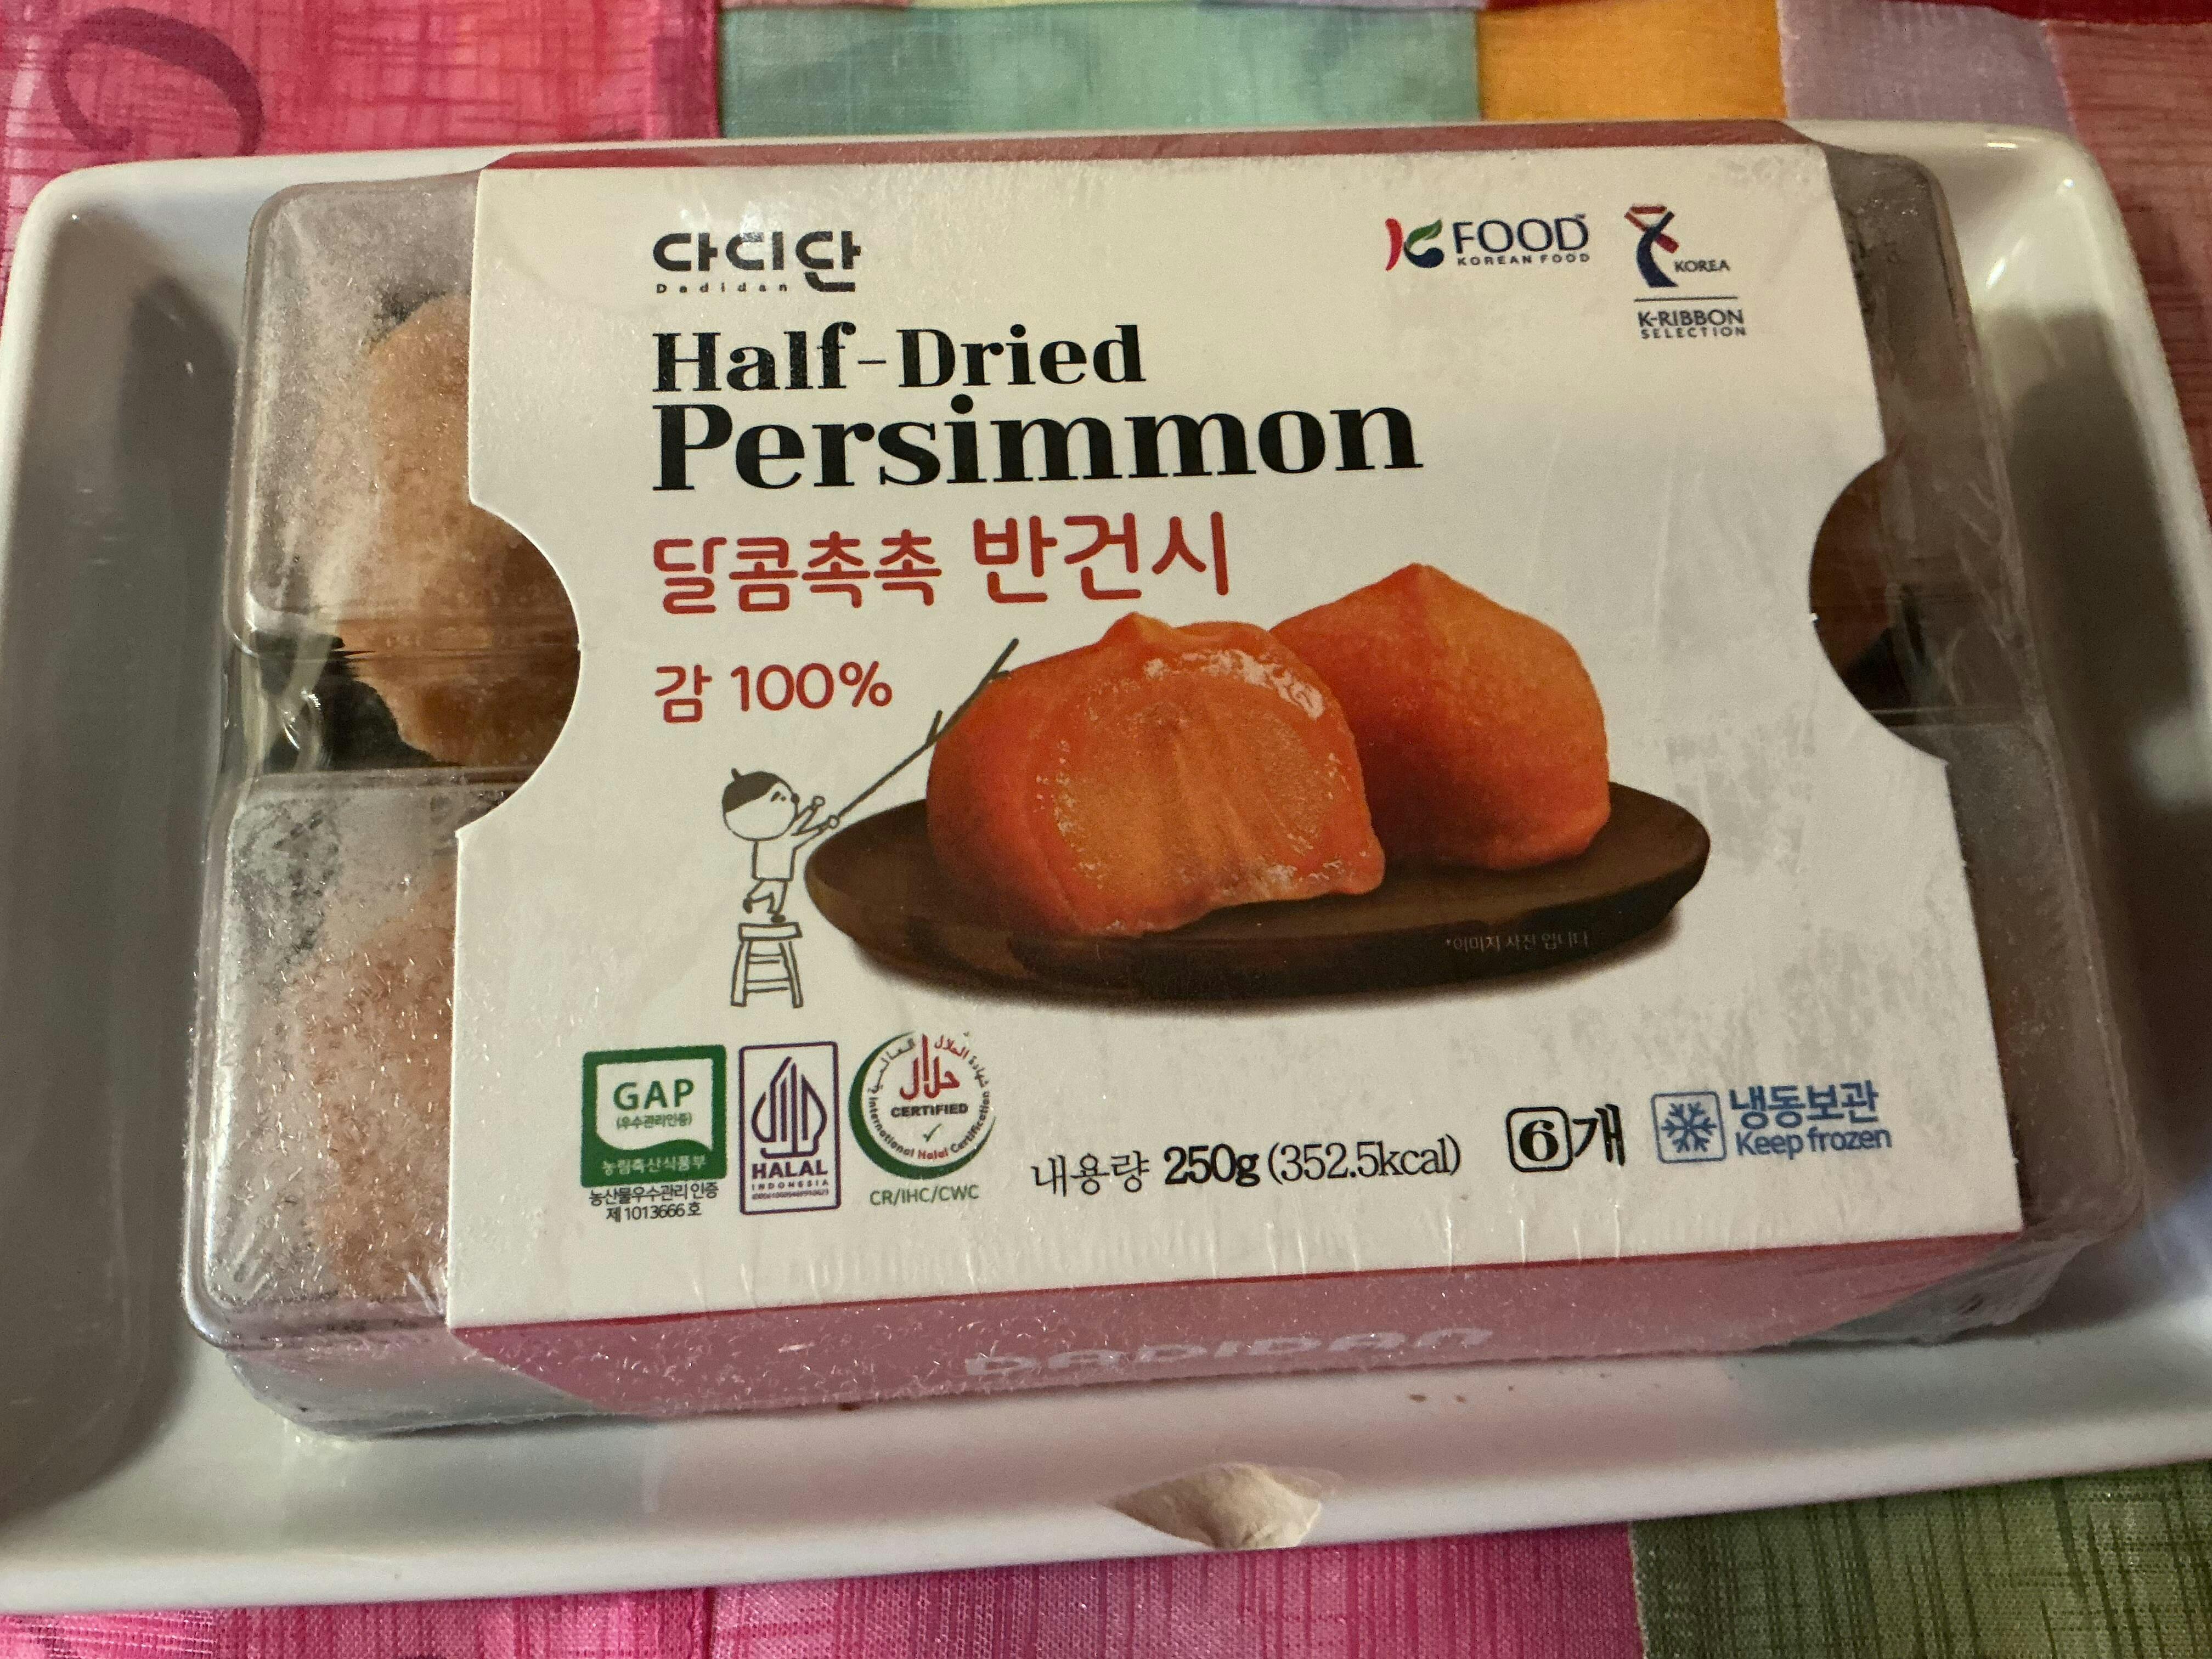 다디단
Dadidan
K FOOD
KOREAN FOOD
KOREA
K-RIBBON
SELECTION
Half-Dried
Persimmon
달콤촉촉 반건시
감 100%
*이미지 사진 입니다
GAP
(우수관리인증)
농림축산식품부
농산물우수관리 인증
제 1013666 호
HALAL
INDONESIA
حلال
CERTIFIED
International Halal Certification
CR/IHC/CWC
내용량 250g (352.5kcal)
6개
냉동보관
Keep frozen
DADIDAN